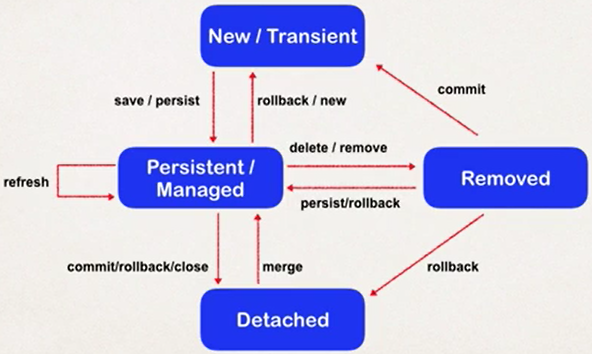 New / Transient
commit
save / persist
rollback / new
delete / remove
Persistent /
Managed
Removed
refresh
persist/rollback
commit/rollback/close
merge
rollback
Detached